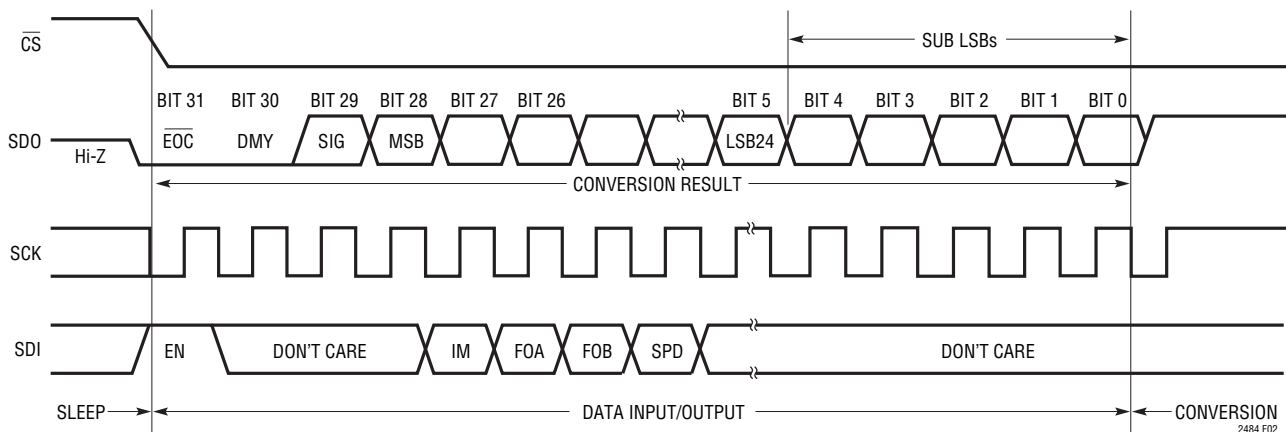 CS
SUB LSBs
BIT 31 BIT 30 BIT 29 BIT 28 BIT 27 BIT 26 BIT 5 BIT 4 BIT 3 BIT 2 BIT 1 BIT 0
SDO
Hi-Z EOC DMY SIG MSB LSB24
CONVERSION RESULT
SCK
SDI EN DON'T CARE IM FOA FOB SPD DON'T CARE
SLEEP DATA INPUT/OUTPUT CONVERSION
2484 F02